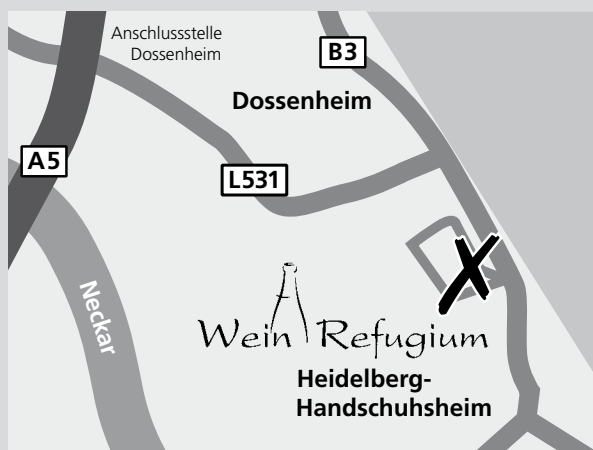 Anschlussstelle
Dossenheim
B3
Dossenheim
A5
L531
Neckar
Wein Refugium
Heidelberg-
Handschuhsheim